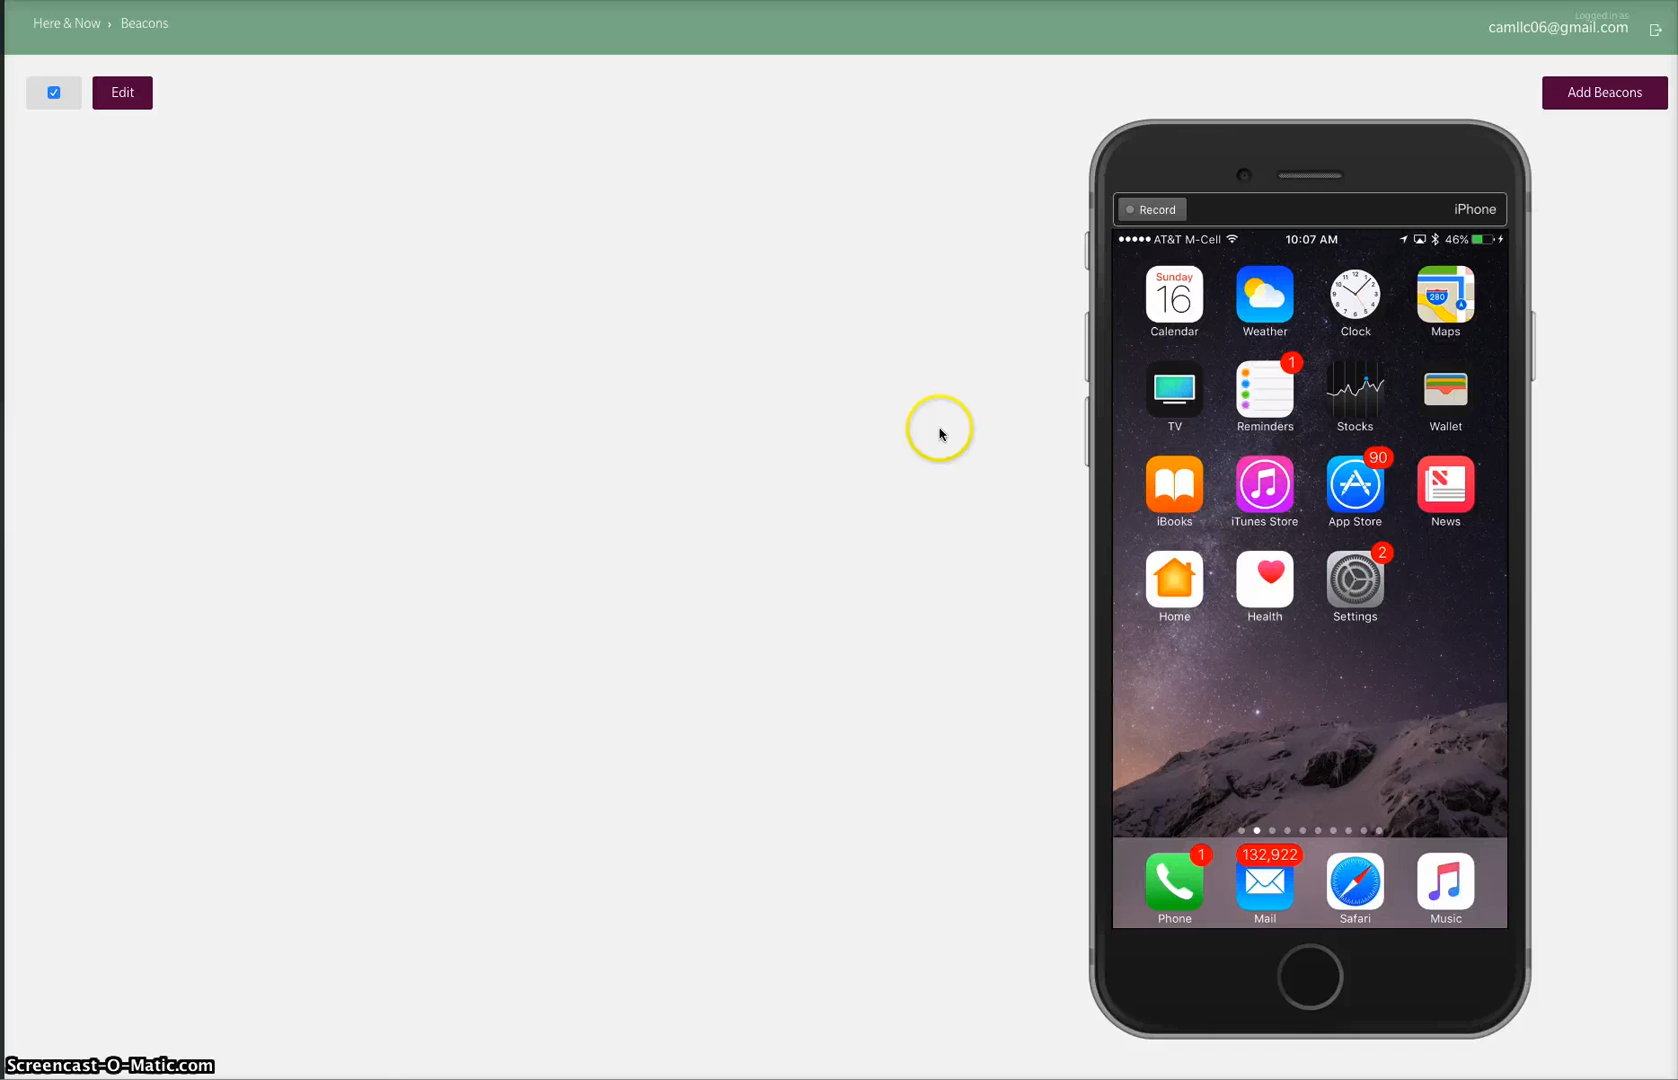 Here & Now › Beacons
Logged in as
camllc06@gmail.com
Edit
Add Beacons
Record
iPhone
AT&T M-Cell
10:07 AM
46%
Sunday
16
280
Calendar
Weather
Clock
Maps
1
TV
Reminders
Stocks
Wallet
90
iBooks
iTunes Store
App Store
News
2
Home
Health
Settings
1
132,922
Phone
Mail
Safari
Music
Screencast-O-Matic.com